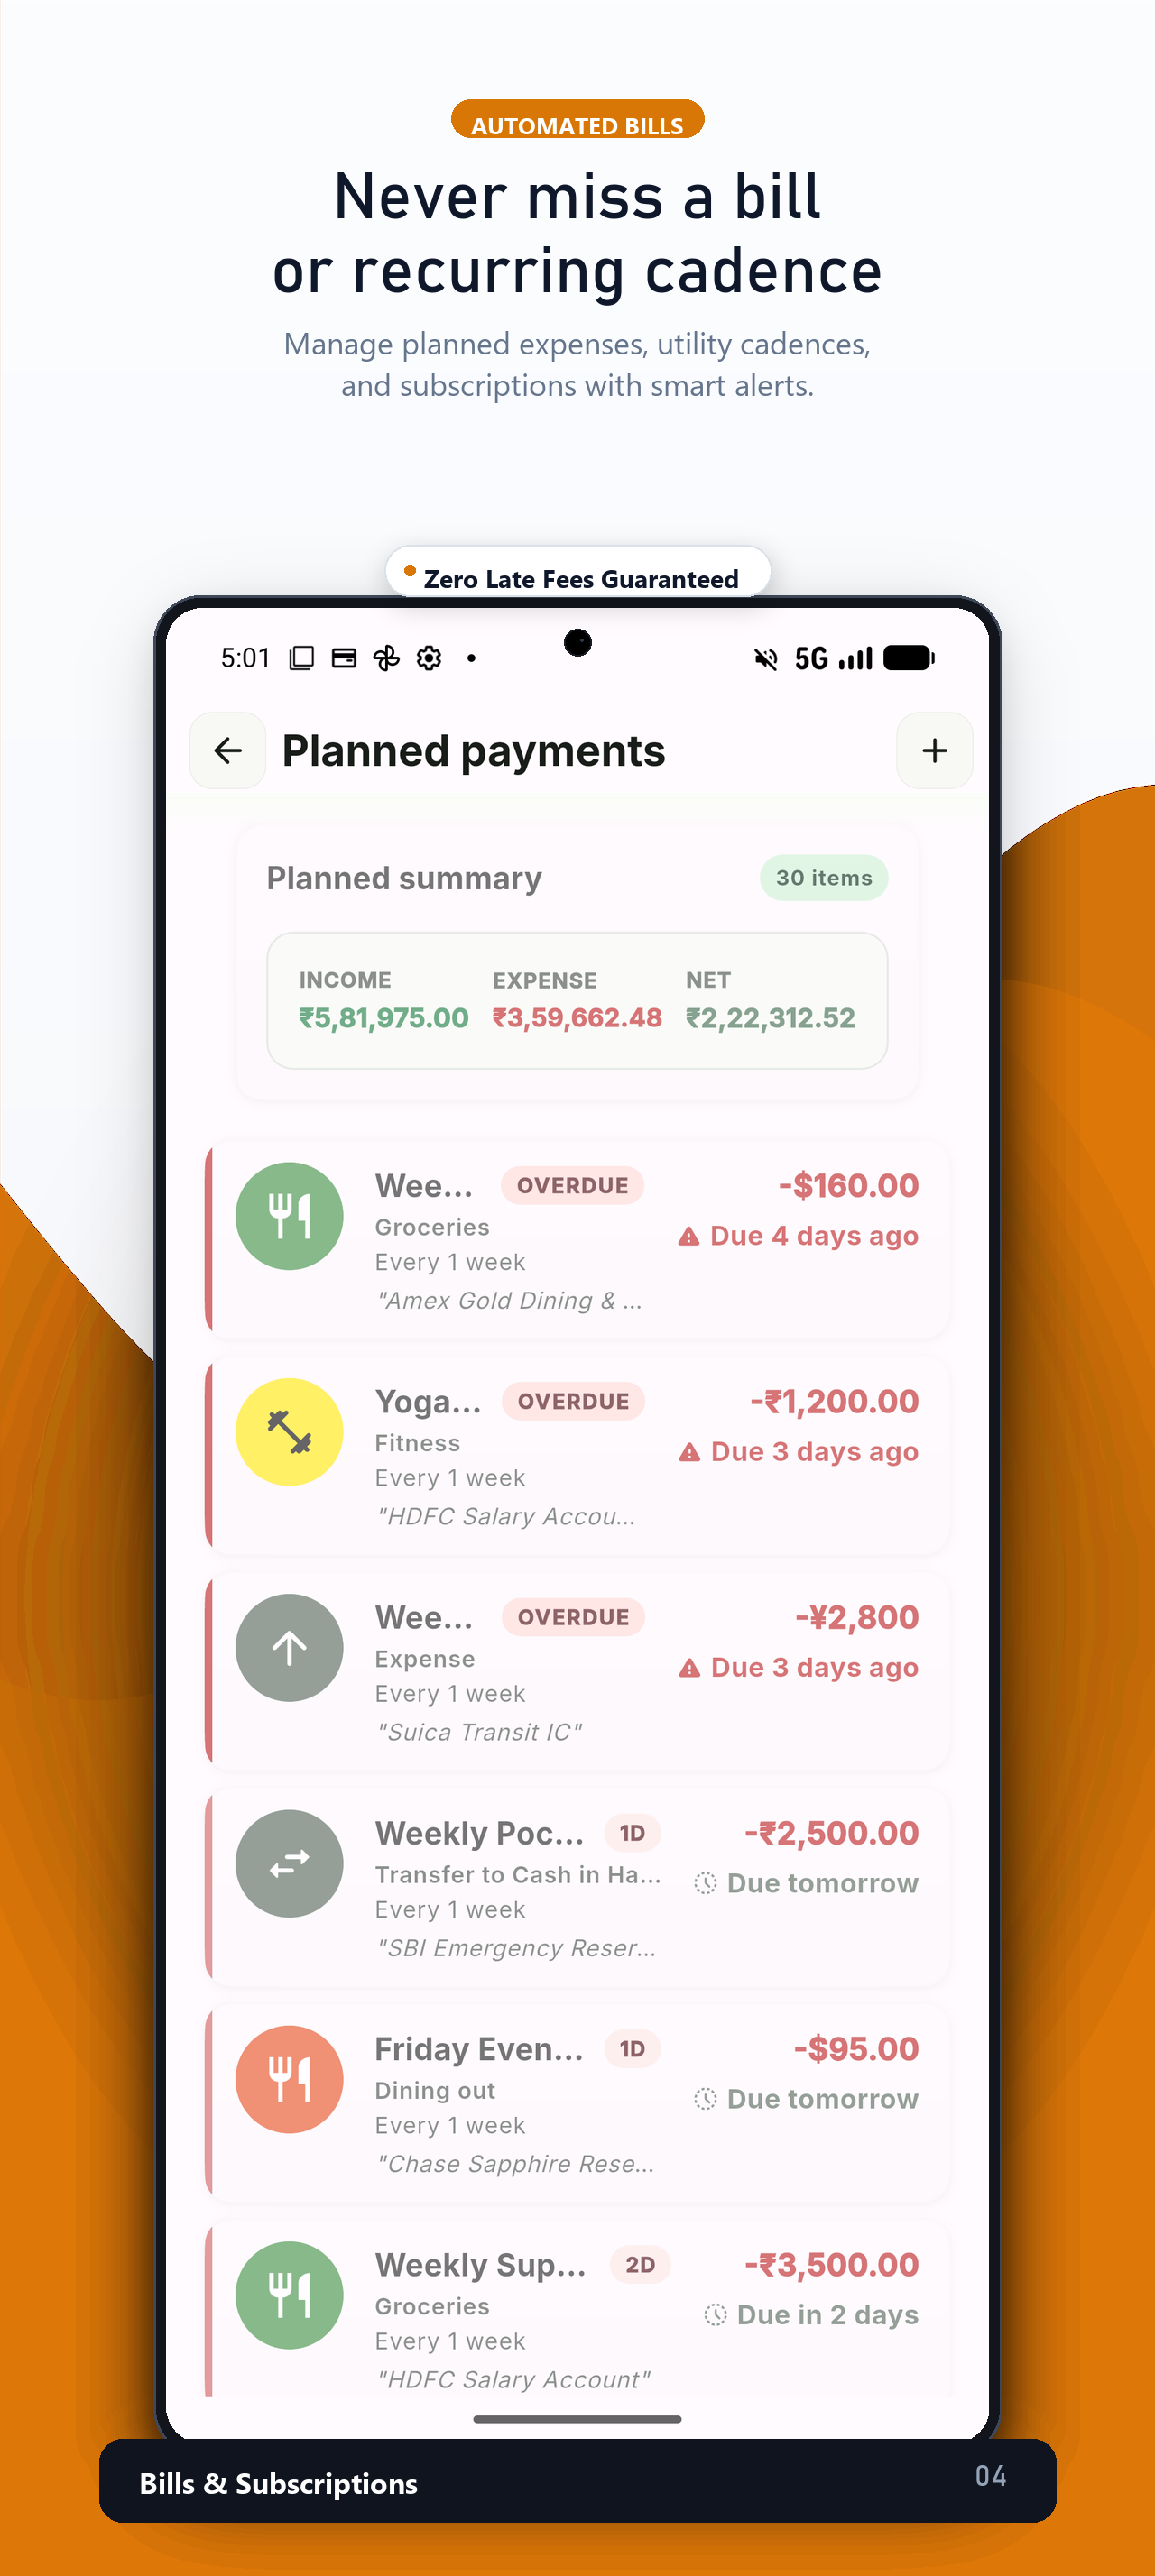 AUTOMATED BILLS
Never miss a bill
or recurring cadence
Manage planned expenses, utility cadences,
and subscriptions with smart alerts.
Zero Late Fees Guaranteed
5:01 5G
Planned payments
Planned summary 30 items
INCOME EXPENSE NET
₹5,81,975.00 ₹3,59,662.48 ₹2,22,312.52
Wee... OVERDUE -$160.00
Groceries Due 4 days ago
Every 1 week
"Amex Gold Dining & ...
Yoga... OVERDUE -₹1,200.00
Fitness Due 3 days ago
Every 1 week
"HDFC Salary Accou...
Wee... OVERDUE -¥2,800
Expense Due 3 days ago
Every 1 week
"Suica Transit IC"
Weekly Poc... 1D -₹2,500.00
Transfer to Cash in Ha... Due tomorrow
Every 1 week
"SBI Emergency Reser...
Friday Even... 1D -$95.00
Dining out Due tomorrow
Every 1 week
"Chase Sapphire Rese...
Weekly Sup... 2D -₹3,500.00
Groceries Due in 2 days
Every 1 week
"HDFC Salary Account"
Bills & Subscriptions 04